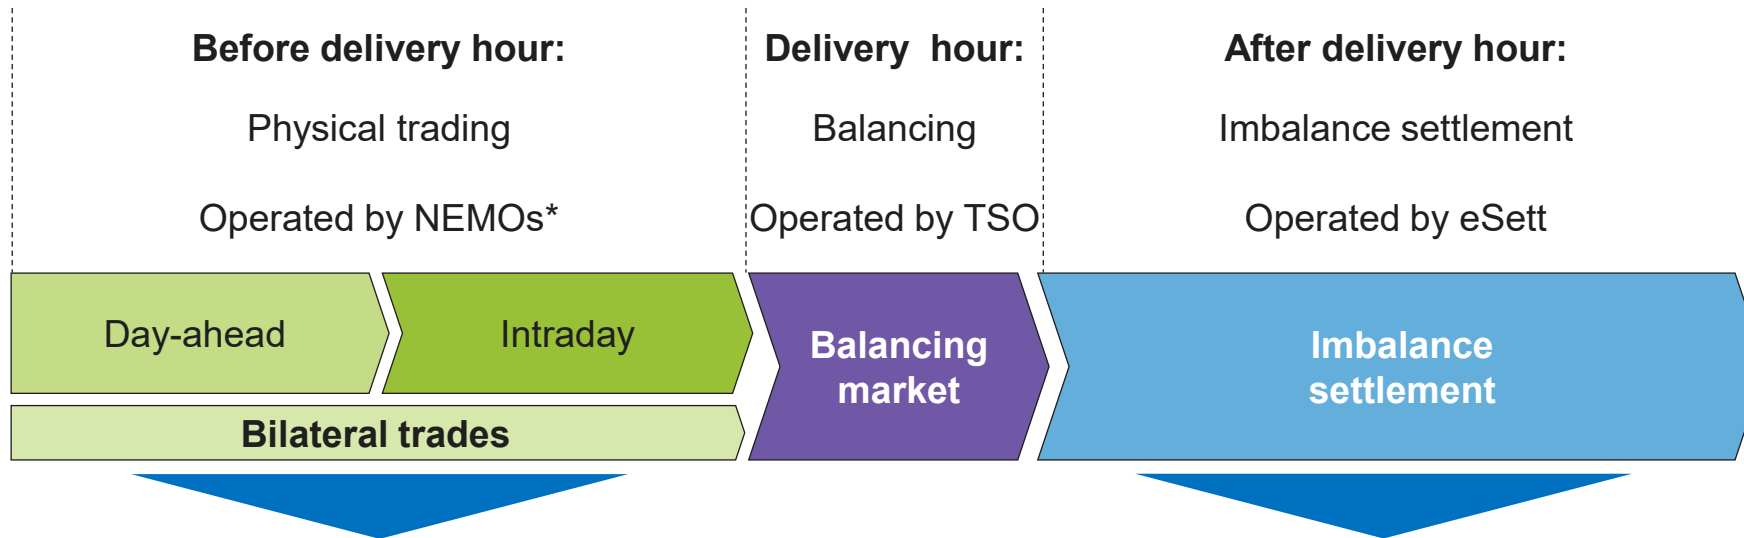 Before delivery hour:
Physical trading
Operated by NEMOs*
Delivery  hour:
Balancing
Operated by TSO
After delivery hour:
Imbalance settlement
Operated by eSett
Day-ahead
Intraday
Bilateral trades
Balancing
market
Imbalance
settlement